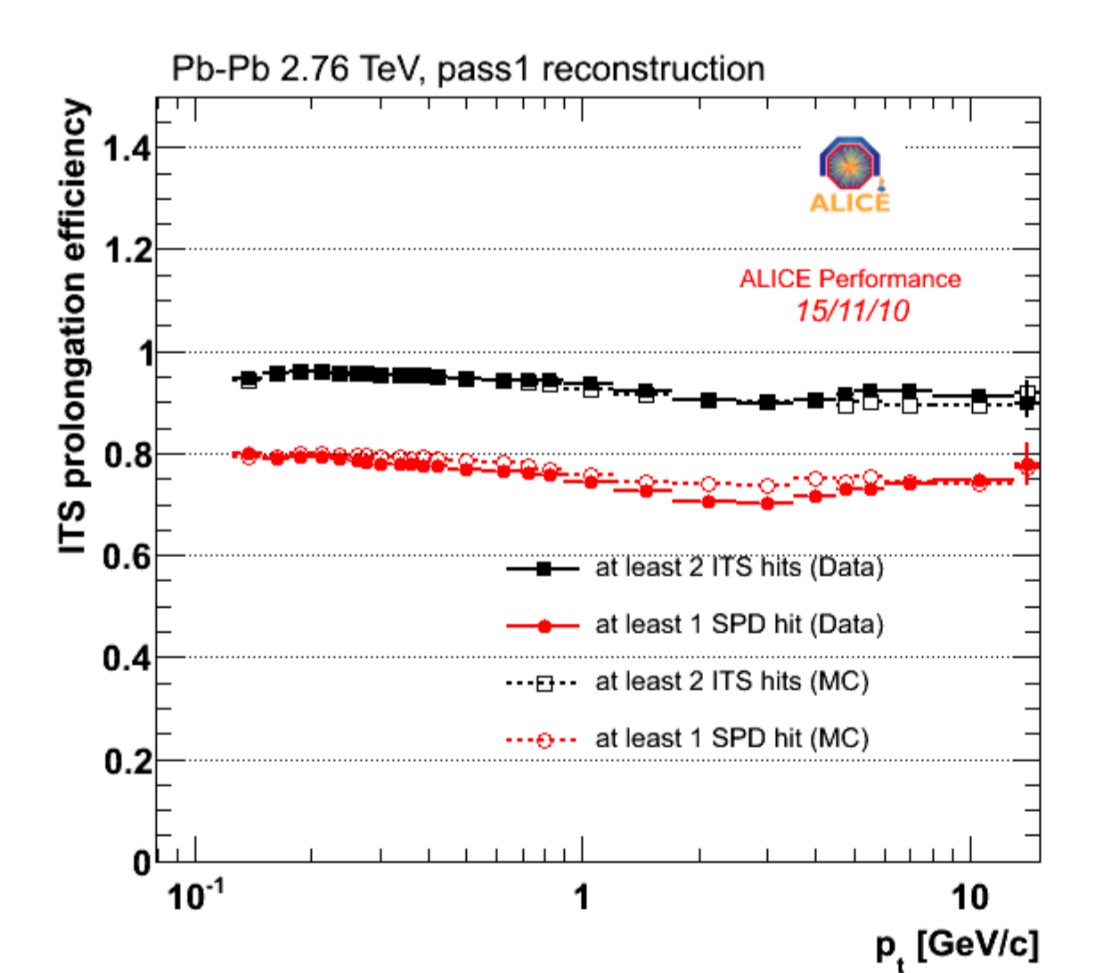 Pb-Pb 2.76 TeV, pass1 reconstruction
ITS prolongation efficiency
1.4
1.2
1
0.8
0.6
0.4
0.2
0
ALICE
ALICE Performance
15/11/10
at least 2 ITS hits (Data)
at least 1 SPD hit (Data)
at least 2 ITS hits (MC)
at least 1 SPD hit (MC)
10⁻¹ 1 10
pₜ [GeV/c]